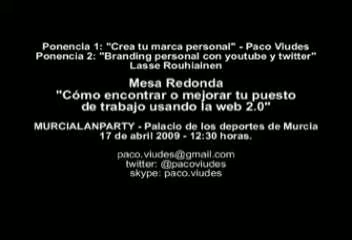 Ponencia 1: "Crea tu marca personal" - Paco Viudes
Ponencia 2: "Branding personal con youtube y twitter"
Lasse Rouhiainen
Mesa Redonda
"Cómo encontrar o mejorar tu puesto
de trabajo usando la web 2.0"
MURCIALANPARTY - Palacio de los deportes de Murcia
17 de abril 2009 - 12:30 horas.
paco.viudes@gmail.com
twitter: @pacoviudes
skype: paco.viudes